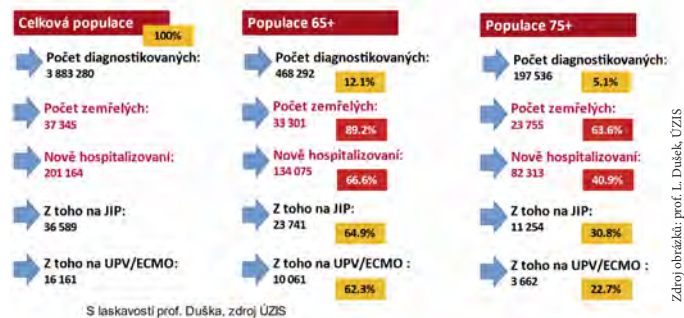 Celková populace
100%
Počet diagnostikovaných:
3 883 280
Počet zemřelých:
37 345
Nově hospitalizovaní:
201 164
Z toho na JIP:
36 589
Z toho na UPV/ECMO:
16 161
Populace 65+
Počet diagnostikovaných:
468 292
12.1%
Počet zemřelých:
33 301
89.2%
Nově hospitalizovaní:
134 075
66.6%
Z toho na JIP:
23 741
64.9%
Z toho na UPV/ECMO :
10 061
62.3%
Populace 75+
Počet diagnostikovaných:
197 536
5.1%
Počet zemřelých:
23 755
63.6%
Nově hospitalizovaní:
82 313
40.9%
Z toho na JIP:
11 254
30.8%
Z toho na UPV/ECMO :
3 662
22.7%
S laskavostí prof. Duška, zdroj ÚZIS
Zdroj obrázků: prof. L. Dušek, ÚZIS